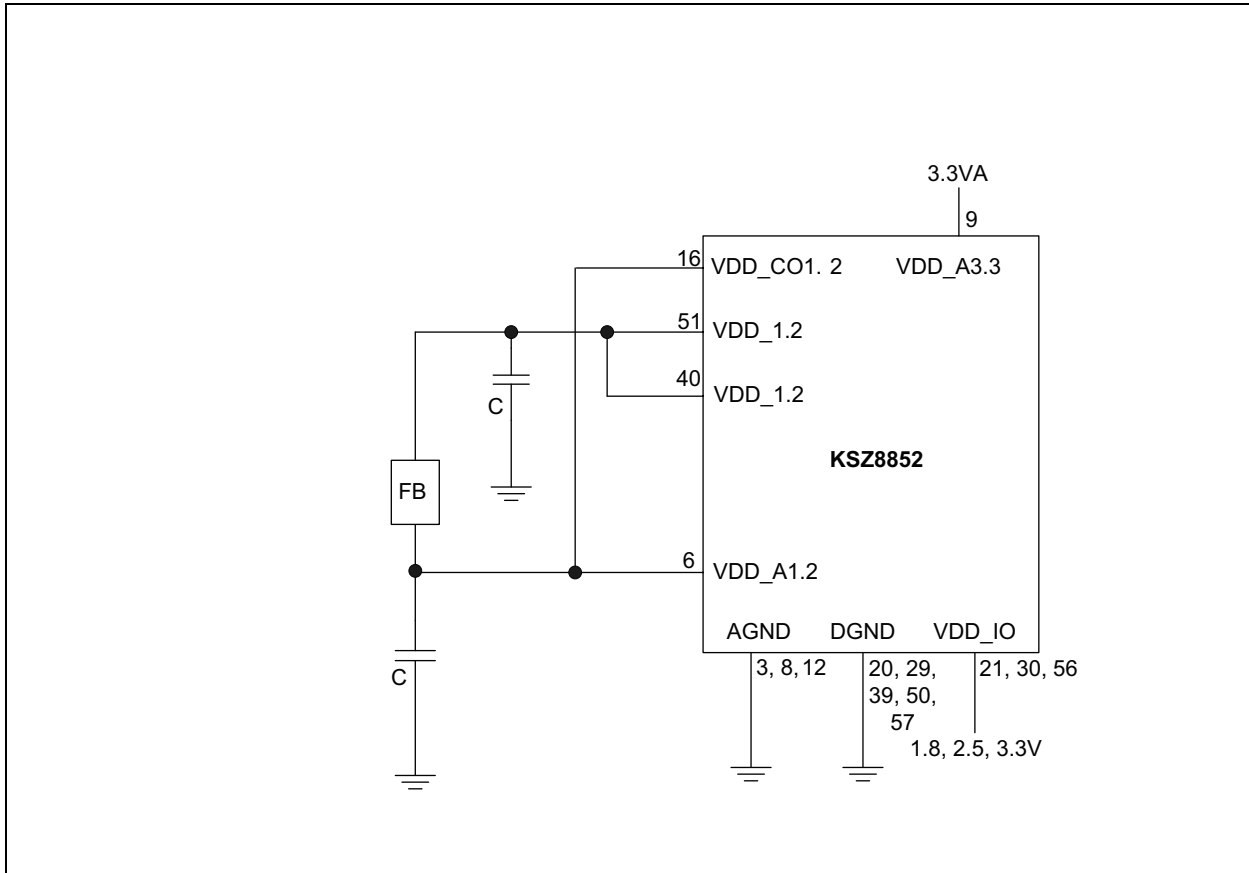 3.3VA
9
16
VDD_CO1. 2
VDD_A3.3
51
VDD_1.2
40
VDD_1.2
C
KSZ8852
FB
6
VDD_A1.2
AGND
DGND
VDD_IO
3, 8, 12
20, 29,
39, 50,
57
21, 30, 56
C
1.8, 2.5, 3.3V